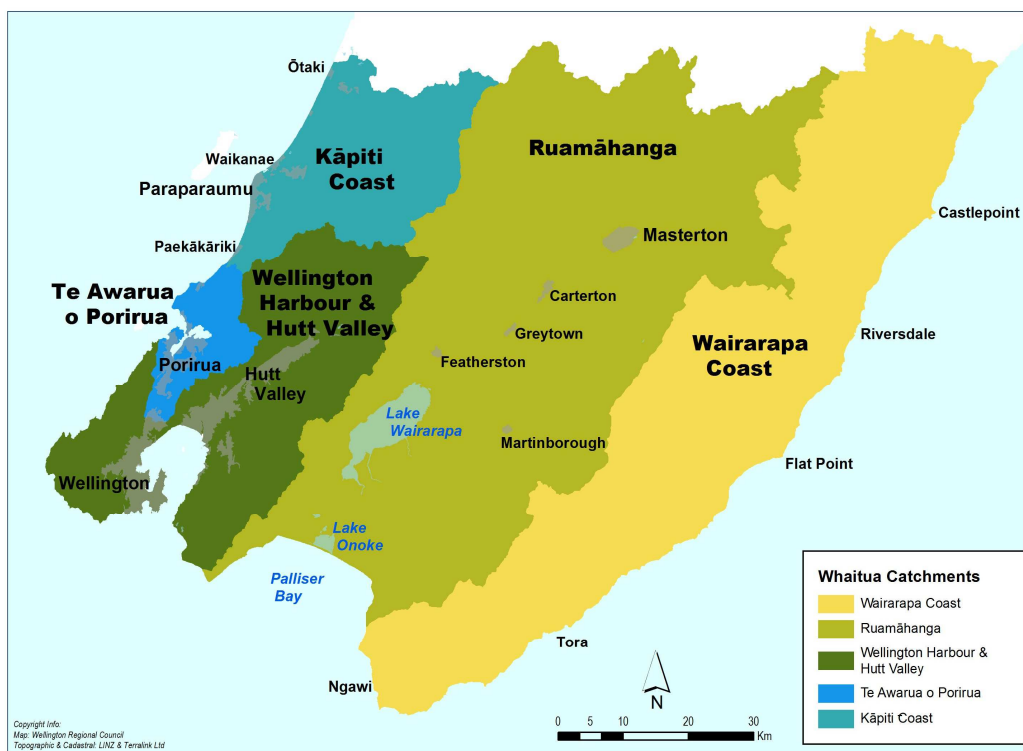 Ōtaki
Waikanae
Kāpiti
Coast
Ruamāhanga
Paraparaumu
Castlepoint
Masterton
Paekākāriki
Te Awarua
o Porirua
Wellington
Harbour &
Hutt Valley
Carterton
Greytown
Riversdale
Wairarapa
Coast
Porirua
Hutt
Valley
Featherston
Lake
Wairarapa
Martinborough
Flat Point
Wellington
Lake
Onoke
Palliser
Bay
Tora
Ngawi
Whaitua Catchments
Wairarapa Coast
Ruamāhanga
Wellington Harbour &
Hutt Valley
Te Awarua o Porirua
Kāpiti Coast
N
0 5 10 20 30
Km
Copyright Info:
Map: Wellington Regional Council
Topographic & Cadastral: LINZ & Terralink Ltd